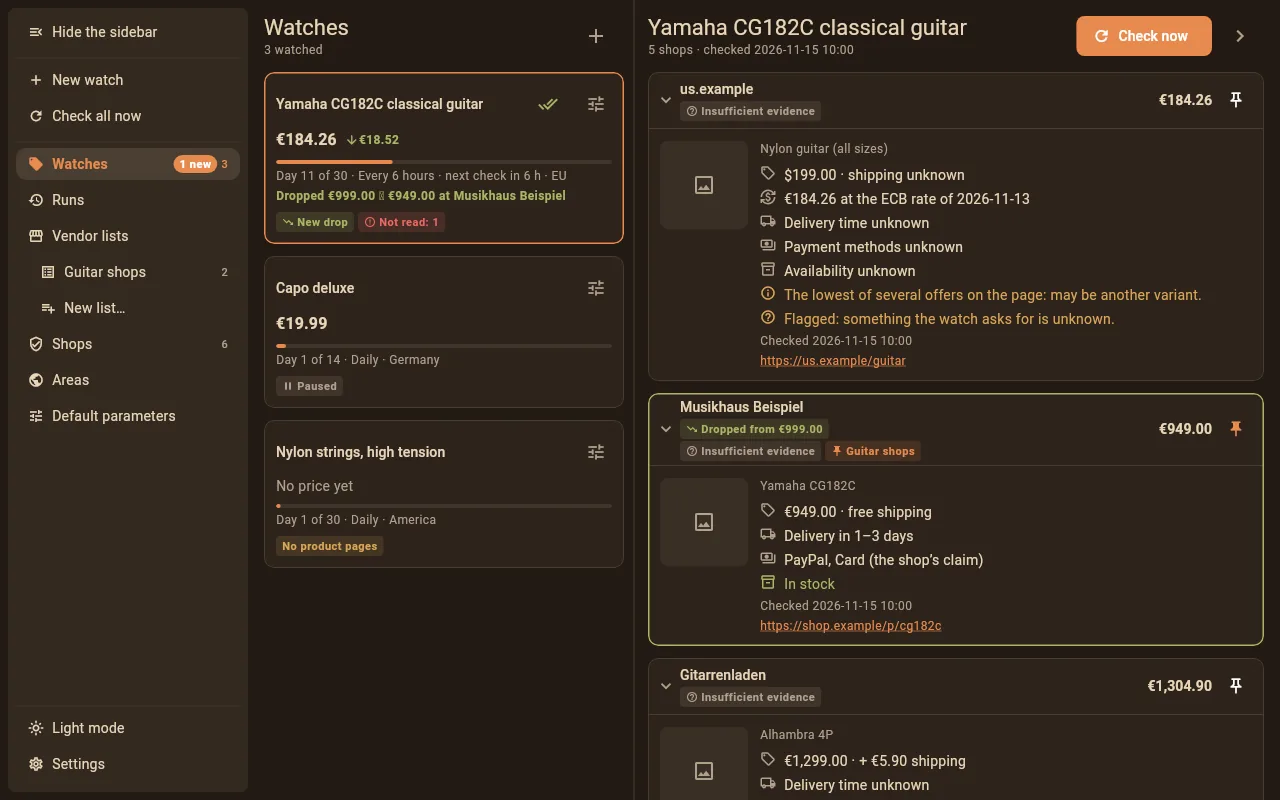 Hide the sidebar
New watch
Check all now
Watches
1 new
3
Runs
Vendor lists
Guitar shops
2
New list…
Shops
6
Areas
Default parameters
Light mode
Settings
Watches
3 watched
Yamaha CG182C classical guitar
€184.26
€18.52
Day 11 of 30 · Every 6 hours · next check in 6 h · EU
Dropped €999.00 €949.00 at Musikhaus Beispiel
New drop
Not read: 1
Capo deluxe
€19.99
Day 1 of 14 · Daily · Germany
Paused
Nylon strings, high tension
No price yet
Day 1 of 30 · Daily · America
No product pages
Yamaha CG182C classical guitar
5 shops · checked 2026-11-15 10:00
Check now
us.example
Insufficient evidence
€184.26
Nylon guitar (all sizes)
$199.00 · shipping unknown
€184.26 at the ECB rate of 2026-11-13
Delivery time unknown
Payment methods unknown
Availability unknown
The lowest of several offers on the page: may be another variant.
Flagged: something the watch asks for is unknown.
Checked 2026-11-15 10:00
https://us.example/guitar
Musikhaus Beispiel
Dropped from €999.00
Insufficient evidence
Guitar shops
€949.00
Yamaha CG182C
€949.00 · free shipping
Delivery in 1–3 days
PayPal, Card (the shop’s claim)
In stock
Checked 2026-11-15 10:00
https://shop.example/p/cg182c
Gitarrenladen
Insufficient evidence
€1,304.90
Alhambra 4P
€1,299.00 · + €5.90 shipping
Delivery time unknown